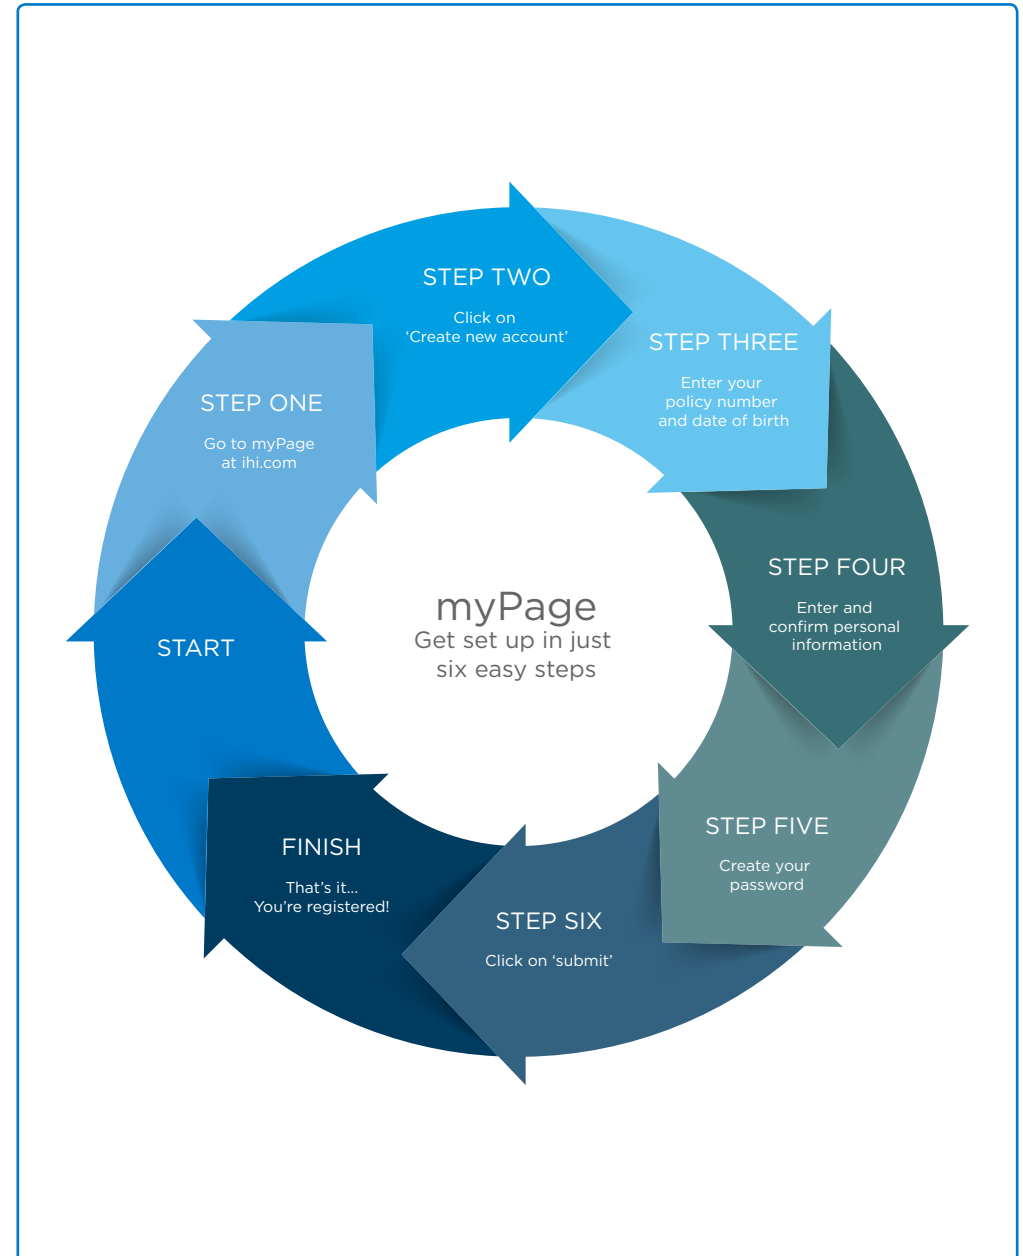 myPage
Get set up in just
six easy steps
START
STEP ONE
Go to myPage
at ihi.com
STEP TWO
Click on
‘Create new account’
STEP THREE
Enter your
policy number
and date of birth
STEP FOUR
Enter and
confirm personal
information
STEP FIVE
Create your
password
STEP SIX
Click on ‘submit’
FINISH
That’s it...
You’re registered!